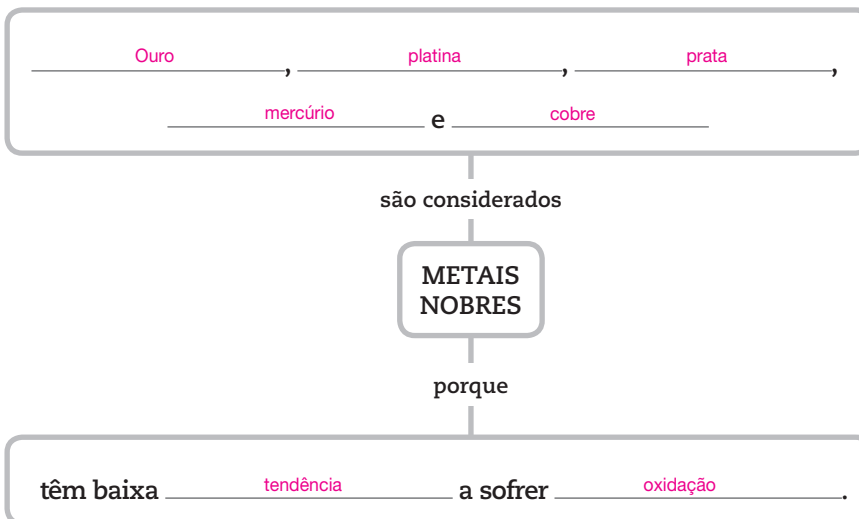 Ouro, platina, prata,
mercúrio e cobre
são considerados
METAIS
NOBRES
porque
têm baixa tendência a sofrer oxidação.